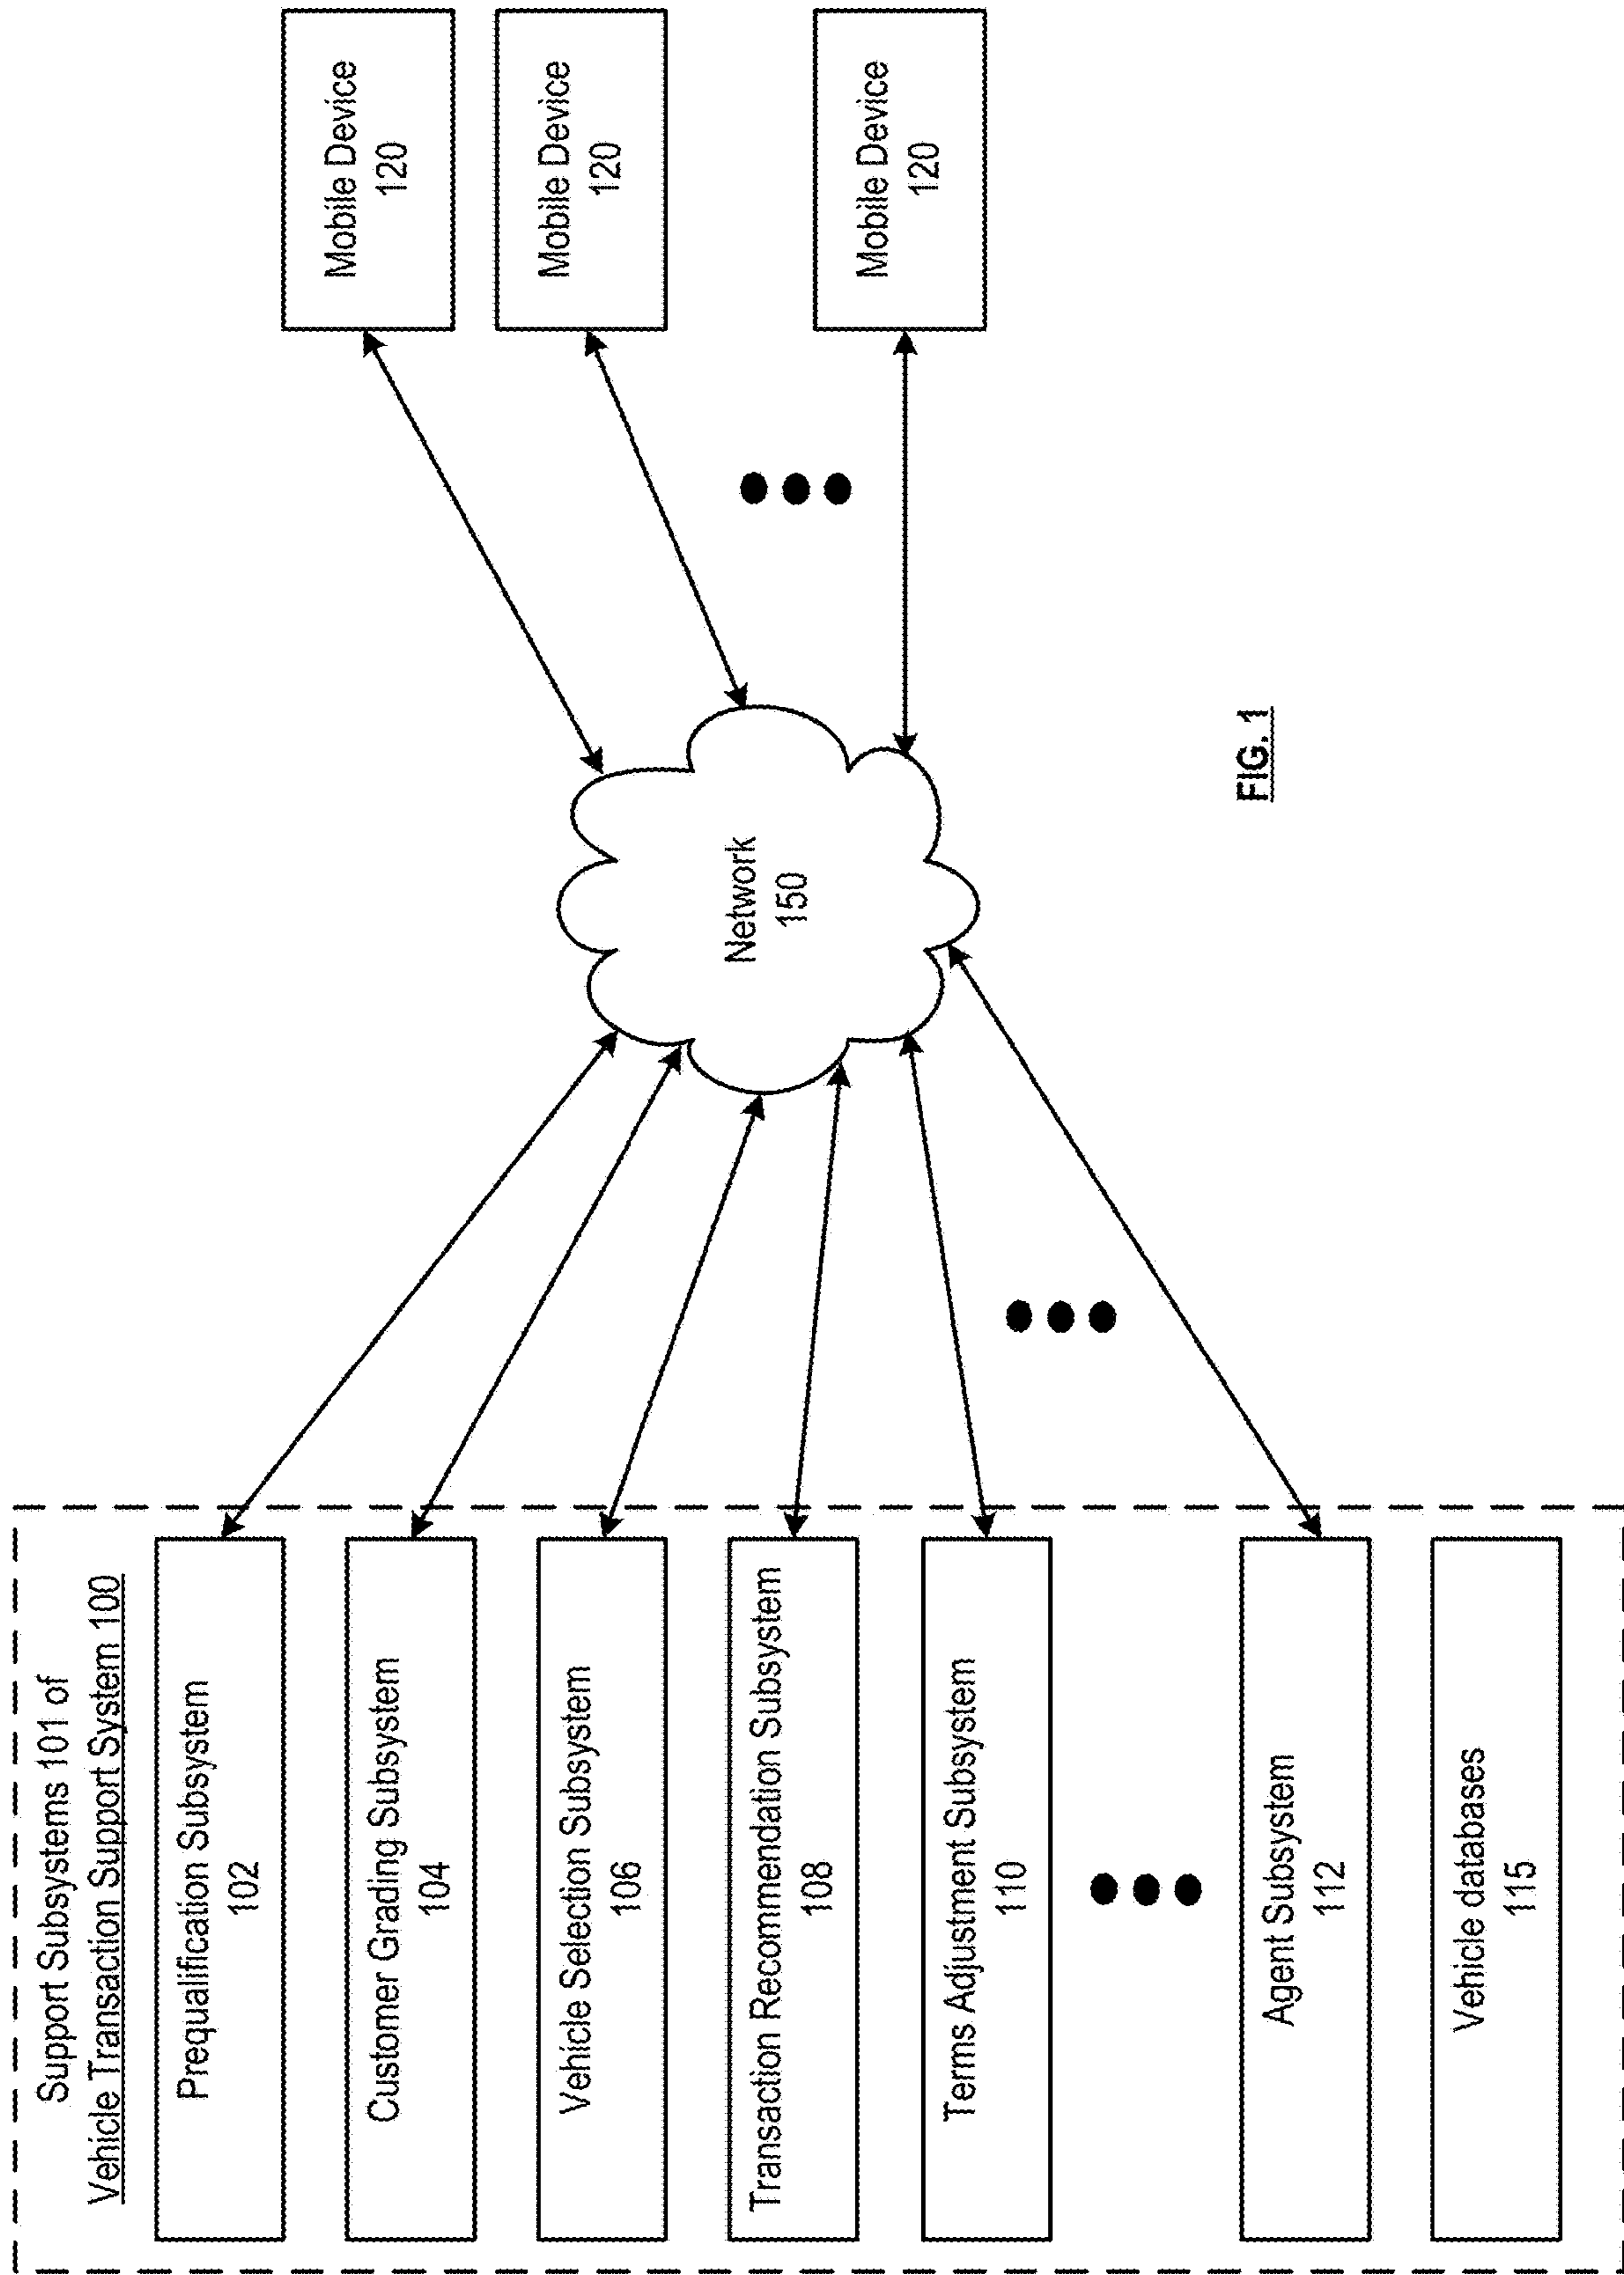 Support Subsystems 101 of
Vehicle Transaction Support System 100
Prequalification Subsystem
102
Customer Grading Subsystem
104
Vehicle Selection Subsystem
106
Transaction Recommendation Subsystem
108
Terms Adjustment Subsystem
110
Agent Subsystem
112
Vehicle databases
115
Network
150
Mobile Device
120
Mobile Device
120
Mobile Device
120
FIG. 1